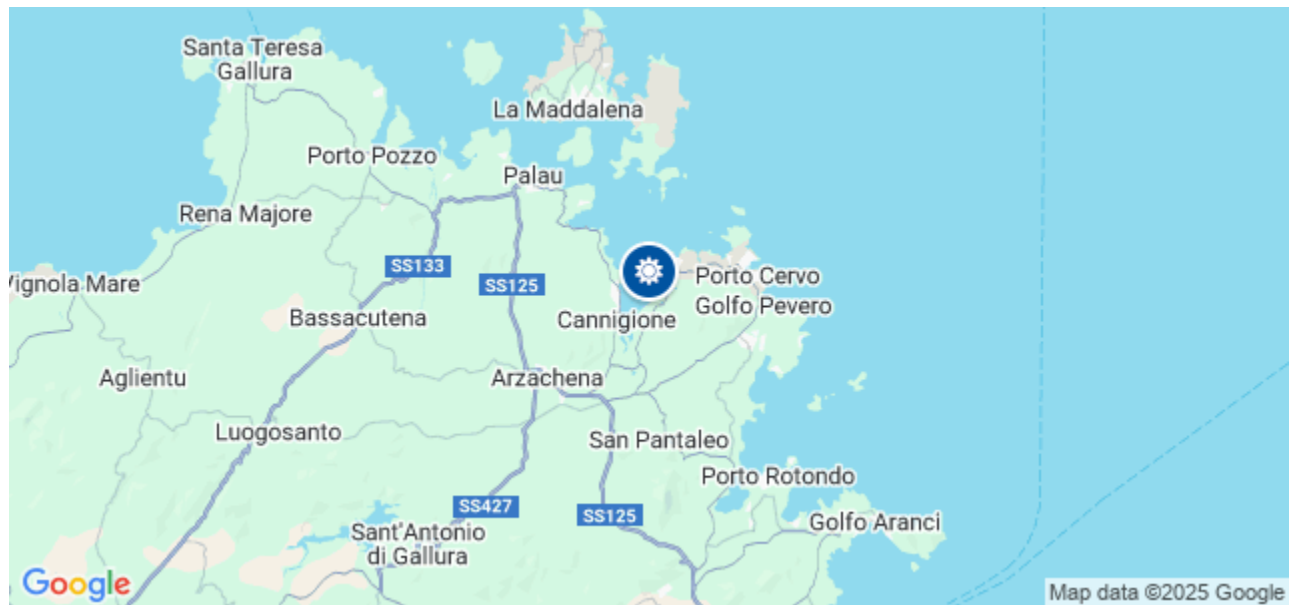 Santa Teresa
Gallura
La Maddalena
Porto Pozzo
Palau
Rena Majore
SS133
Vignola Mare
SS125
Porto Cervo
Golfo Pevero
Bassacutena
Cannigione
Aglientu
Arzachena
Luogosanto
San Pantaleo
Porto Rotondo
SS427
SS125
Golfo Aranci
Sant'Antonio
di Gallura
Google
Map data ©2025 Google